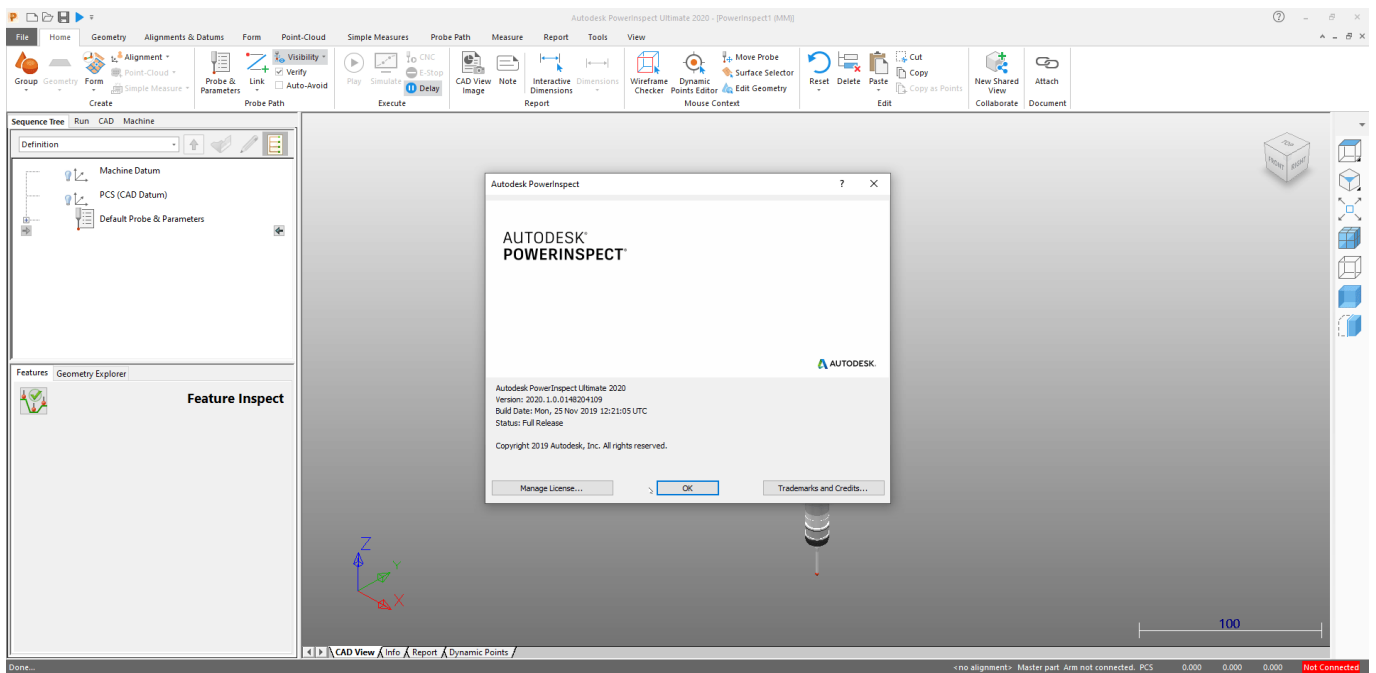 Autodesk PowerInspect Ultimate 2020 - [PowerInspect1 (MM)]
File Home Geometry Alignments & Datums Form Point-Cloud Simple Measures Probe Path Measure Report Tools View
Group Geometry Form
Alignment
Point-Cloud
Simple Measure
Create
Probe & Parameters
Link
Visibility
Verify
Auto-Avoid
Probe Path
Play Simulate
CNC
E-Stop
Delay
Execute
CAD View Image
Note
Interactive Dimensions
Dimensions
Report
Wireframe Checker
Dynamic Points Editor
Move Probe
Surface Selector
Edit Geometry
Mouse Context
Reset Delete Paste
Cut
Copy
Copy as Points
Edit
New Shared View
Collaborate
Attach
Document
Sequence Tree Run CAD Machine
Definition
Machine Datum
PCS (CAD Datum)
Default Probe & Parameters
Features Geometry Explorer
Feature Inspect
TOP
FRONT RIGHT
Autodesk PowerInspect ? ×
AUTODESK®
POWERINSPECT®
AUTODESK.
Autodesk PowerInspect Ultimate 2020
Version: 2020.1.0.0148204109
Build Date: Mon, 25 Nov 2019 12:21:05 UTC
Status: Full Release
Copyright 2019 Autodesk, Inc. All rights reserved.
Manage License... OK Trademarks and Credits...
Z
Y
X
100
CAD View Info Report Dynamic Points
Done... <no alignment> Master part Arm not connected. PCS 0.000 0.000 0.000 Not Connected